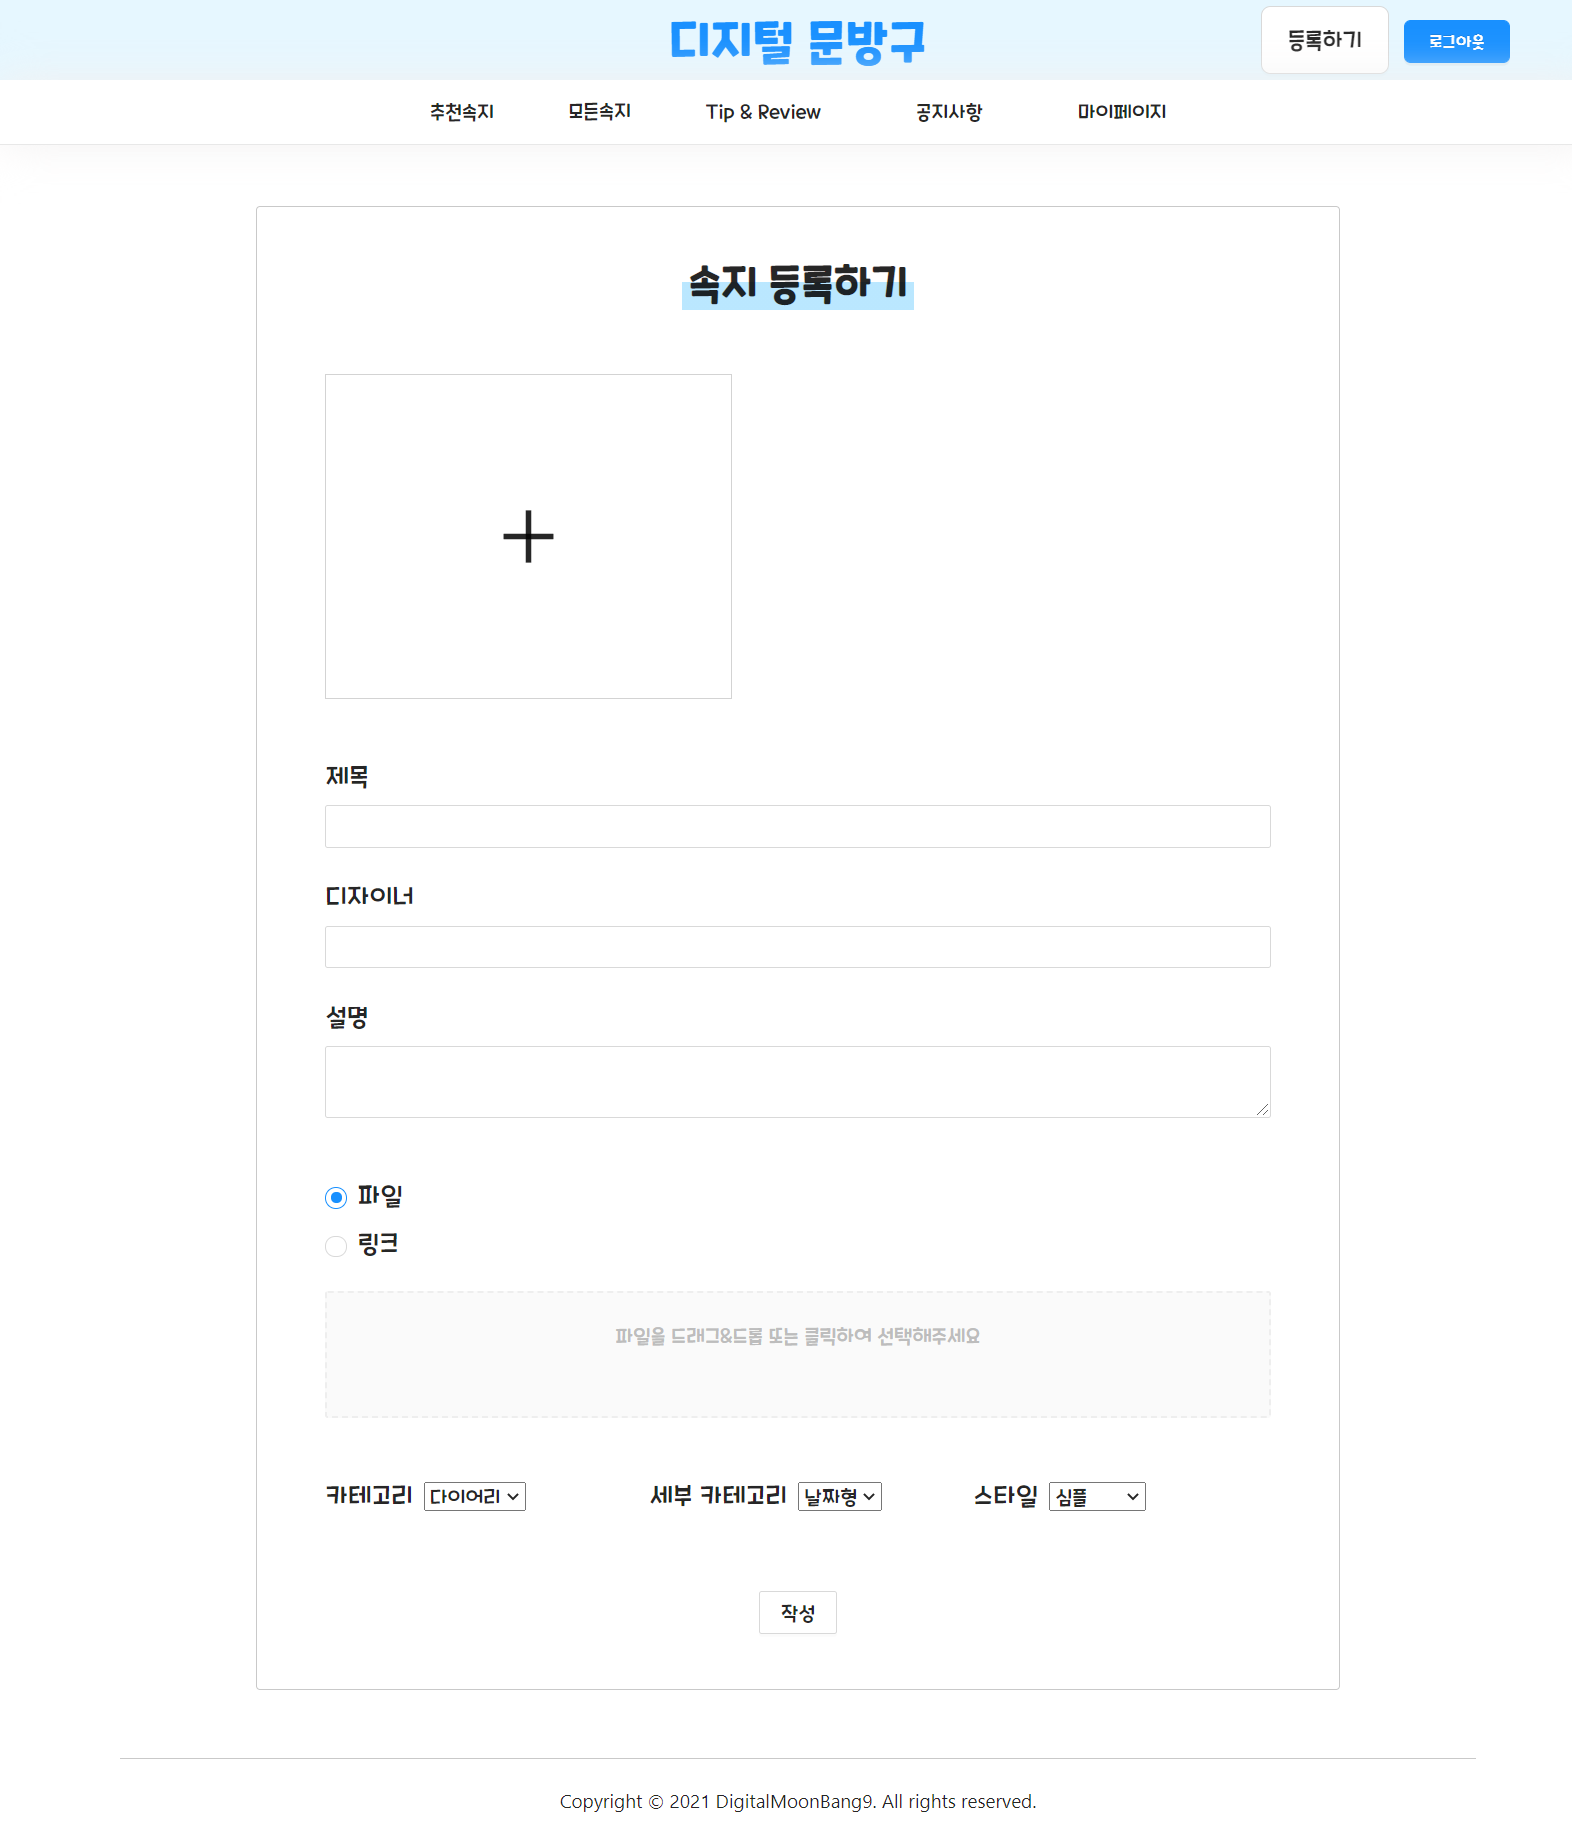 디지털 문방구
등록하기
로그아웃
추천속지 모든속지 Tip & Review 공지사항 마이페이지
속지 등록하기
제목
디자이너
설명
파일
링크
파일을 드래그&드롭 또는 클릭하여 선택해주세요
카테고리 다이어리 세부 카테고리 날짜형 스타일 심플
작성
Copyright © 2021 DigitalMoonBang9. All rights reserved.